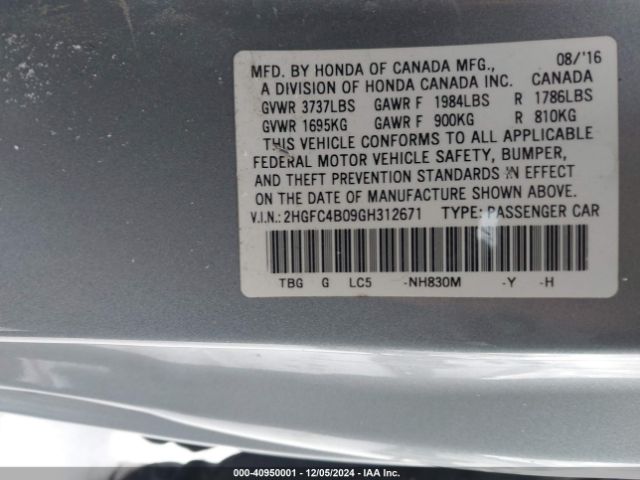 MFD. BY HONDA OF CANADA MFG., 08/'16
A DIVISION OF HONDA CANADA INC. CANADA
GVWR 3737LBS GAWR F 1984LBS R 1786LBS
GVWR 1695KG GAWR F 900KG R 810KG
THIS VEHICLE CONFORMS TO ALL APPLICABLE
FEDERAL MOTOR VEHICLE SAFETY, BUMPER,
AND THEFT PREVENTION STANDARDS IN EFFECT
ON THE DATE OF MANUFACTURE SHOWN ABOVE.
V.I.N.: 2HGFC4B09GH312671 TYPE: PASSENGER CAR
TBG G LC5 -NH830M -Y -H
000-40950001 - 12/05/2024 - IAA Inc.